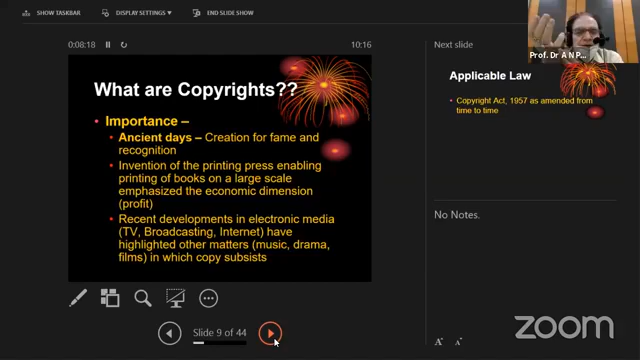 SHOW TASKBAR
DISPLAY SETTINGS ▾
END SLIDE SHOW
0:08:18
10:16
What are Copyrights??
• Importance –
• Ancient days – Creation for fame and
recognition
• Invention of the printing press enabling
printing of books on a large scale
emphasized the economic dimension
(profit)
• Recent developments in electronic media
(TV, Broadcasting, Internet) have
highlighted other matters (music, drama,
films) in which copy subsists
Slide 9 of 44
Next slide
Prof. Dr A N P...
Applicable Law
• Copyright Act, 1957 as amended from
time to time
No Notes.
A A
zoom